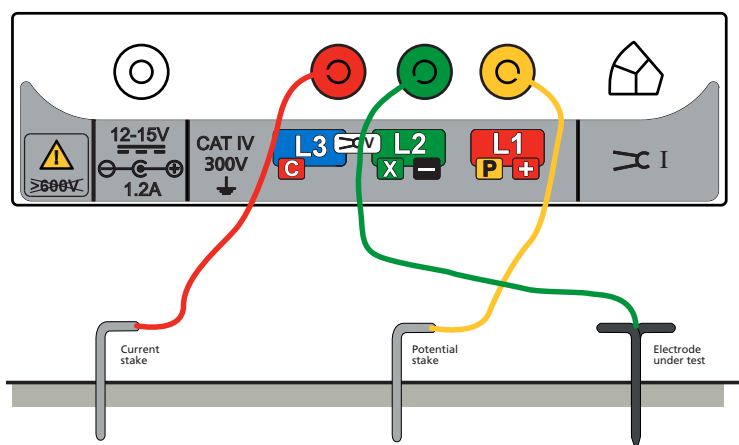 12-15V
1.2A
≥600V
CAT IV
300V
L3
V
L2
L1
C
X
−
P
+
I
Current
stake
Potential
stake
Electrode
under test